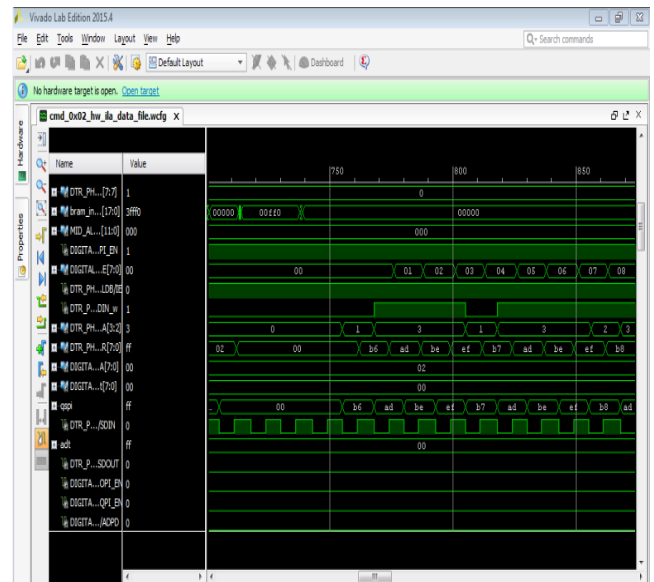 Vivado Lab Edition 2015.4
File Edit Tools Window Layout View Help
Search commands
Default Layout Dashboard
No hardware target is open. Open target
cmd_0x02_hw_ila_data_file.wcfg
Hardware
Properties
Name Value
750 800 850
DTR_PH...[7:7] 1 0
bram_in...[17:0] 3fff0 00000 00ff0 00000
MID_AL...[11:0] 000 000
DIGITA...PI_EN 1
DIGITAL...E[7:0] 00 00 01 02 03 04 05 06 07 08
DTR_PH...LDB/IE 0
DTR_P...DIN_w 1
DTR_PH...A[3:2] 3 0 1 3 1 3 2 3
DTR_PH...R[7:0] ff 02 00 b6 ad be ef b7 ad be ef b8
DIGITA...A[7:0] 00 02
DIGITA...t[7:0] 00 00
qspi ff 00 b6 ad be ef b7 ad be ef b8 ad
DTR_P.../SDIN 0
adt ff 00
DTR_P...SDOUT 0
DIGITA...OPI_EN 0
DIGITA...QPI_EN 0
DIGITA.../ADPD 0